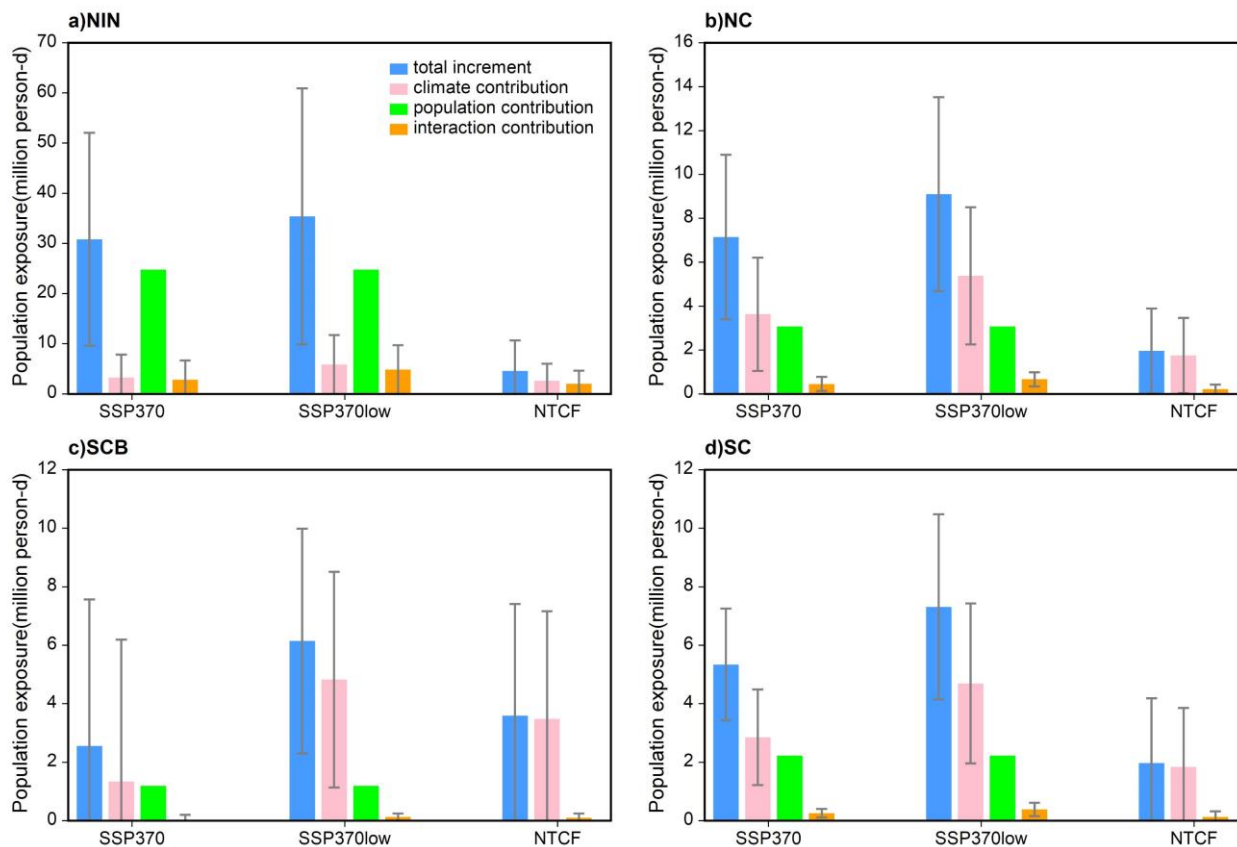 a)NIN
Population exposure(million person-d)
70
60
50
40
30
20
10
0
total increment
climate contribution
population contribution
interaction contribution
SSP370 SSP370low NTCF
b)NC
Population exposure(million person-d)
16
14
12
10
8
6
4
2
0
SSP370 SSP370low NTCF
c)SCB
Population exposure(million person-d)
12
10
8
6
4
2
0
SSP370 SSP370low NTCF
d)SC
Population exposure(million person-d)
12
10
8
6
4
2
0
SSP370 SSP370low NTCF